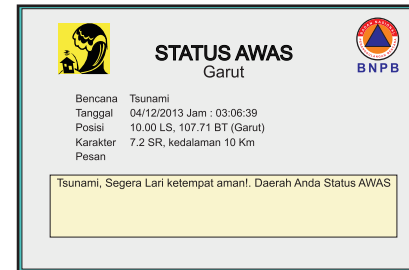 STATUS AWAS
Garut
BNPB
Bencana Tsunami
Tanggal 04/12/2013 Jam : 03:06:39
Posisi 10.00 LS, 107.71 BT (Garut)
Karakter 7.2 SR, kedalaman 10 Km
Pesan
Tsunami, Segera Lari ketempat aman!. Daerah Anda Status AWAS